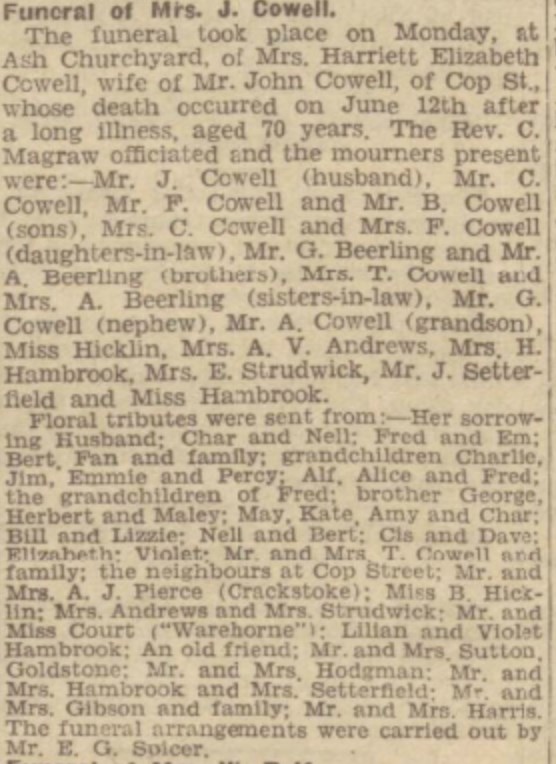 Funeral of Mrs. J. Cowell.
The funeral took place on Monday, at
Ash Churchyard, of Mrs. Harriett Elizabeth
Cowell, wife of Mr. John Cowell, of Cop St.,
whose death occurred on June 12th after
a long illness, aged 70 years. The Rev. C.
Magraw officiated and the mourners present
were:—Mr. J. Cowell (husband), Mr. C.
Cowell, Mr. F. Cowell and Mr. B. Cowell
(sons), Mrs. C. Cowell and Mrs. F. Cowell
(daughters-in-law), Mr. G. Beerling and Mr.
A. Beerling (brothers), Mrs. T. Cowell and
Mrs. A. Beerling (sisters-in-law), Mr. G.
Cowell (nephew), Mr. A. Cowell (grandson),
Miss Hicklin, Mrs. A. V. Andrews, Mrs. H.
Hambrook, Mrs. E. Strudwick, Mr. J. Setter-
field and Miss Hambrook.
Floral tributes were sent from:—Her sorrow-
ing Husband; Char and Nell; Fred and Em;
Bert, Fan and family; grandchildren Charlie,
Jim, Emmie and Percy; Alf, Alice and Fred;
the grandchildren of Fred; brother George,
Herbert and Maley; May, Kate, Amy and Char;
Bill and Lizzie; Nell and Bert; Cis and Dave;
Elizabeth; Violet; Mr. and Mrs. T. Cowell and
family; the neighbours at Cop Street; Mr. and
Mrs. A. J. Pierce (Crackstoke); Miss B. Hick-
lin; Mrs. Andrews and Mrs. Strudwick; Mr. and
Miss Court ("Warehorne"); Lilian and Violet
Hambrook; An old friend; Mr. and Mrs. Sutton,
Goldstone; Mr. and Mrs. Hodgman; Mr. and
Mrs. Hambrook and Mrs. Setterfield; Mr. and
Mrs. Gibson and family; Mr. and Mrs. Harris.
The funeral arrangements were carried out by
Mr. E. G. Spicer.